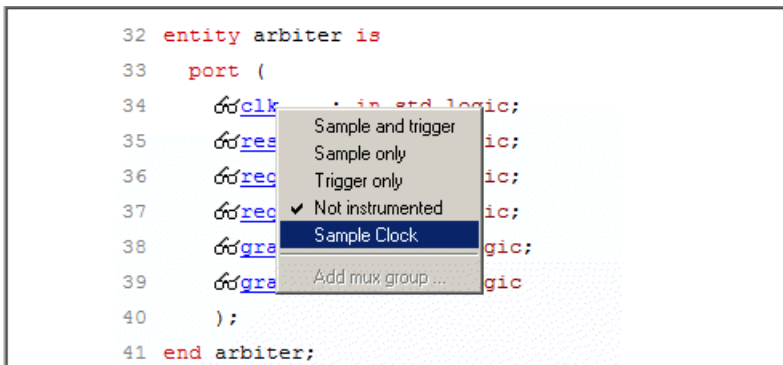 32 entity arbiter is
33 port (
34 clk : in std_logic;
Sample and trigger
35 res ic;
Sample only
36 req ic;
Trigger only
37 req ic;
Not instrumented
38 gra gic;
Sample Clock
39 gra gic
Add mux group ...
40 );
41 end arbiter;